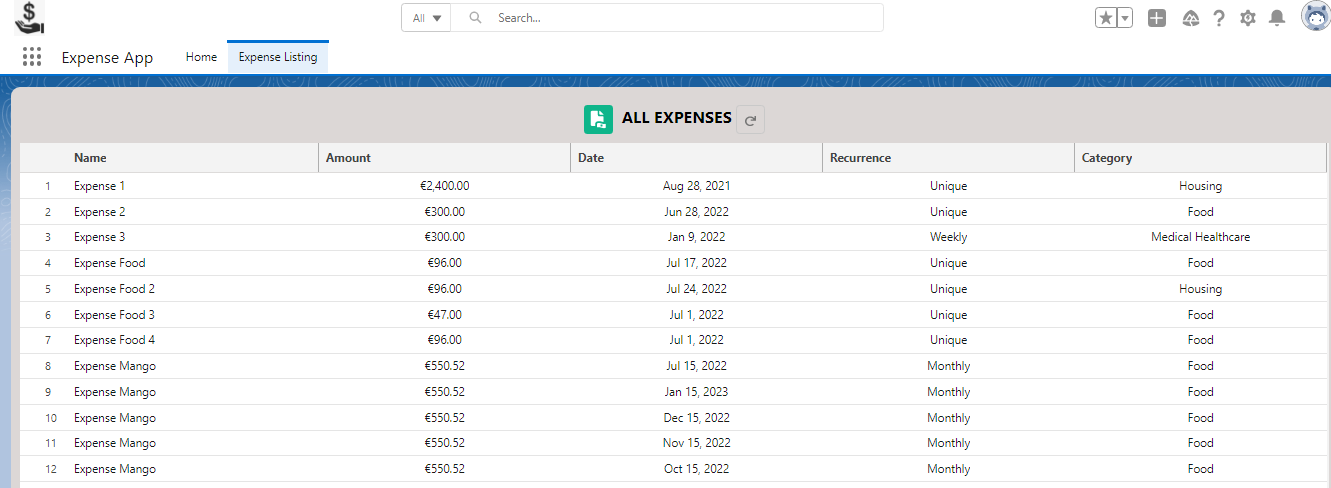 $
All Search...
Expense App Home Expense Listing
ALL EXPENSES
Name Amount Date Recurrence Category
1 Expense 1 €2,400.00 Aug 28, 2021 Unique Housing
2 Expense 2 €300.00 Jun 28, 2022 Unique Food
3 Expense 3 €300.00 Jan 9, 2022 Weekly Medical Healthcare
4 Expense Food €96.00 Jul 17, 2022 Unique Food
5 Expense Food 2 €96.00 Jul 24, 2022 Unique Housing
6 Expense Food 3 €47.00 Jul 1, 2022 Unique Food
7 Expense Food 4 €96.00 Jul 1, 2022 Unique Food
8 Expense Mango €550.52 Jul 15, 2022 Monthly Food
9 Expense Mango €550.52 Jan 15, 2023 Monthly Food
10 Expense Mango €550.52 Dec 15, 2022 Monthly Food
11 Expense Mango €550.52 Nov 15, 2022 Monthly Food
12 Expense Mango €550.52 Oct 15, 2022 Monthly Food